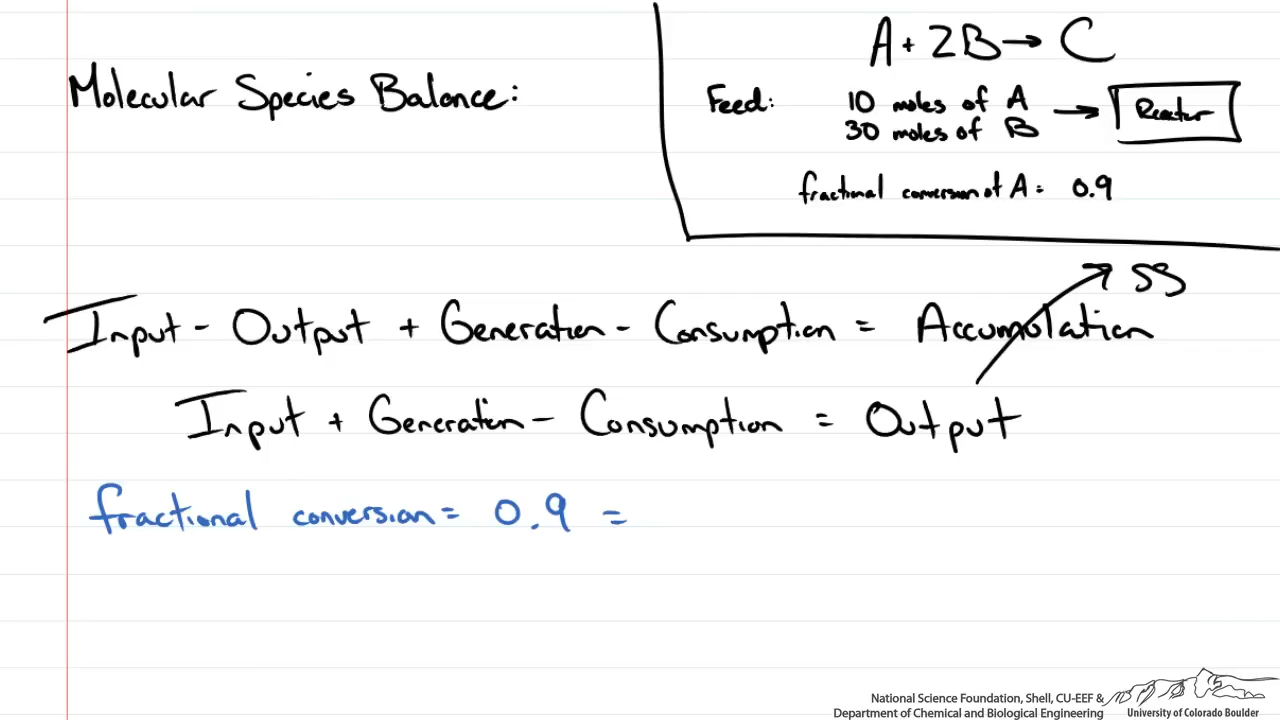 Molecular Species Balance:
A + 2B → C
Feed: 10 moles of A
30 moles of B → Reactor
fractional conversion of A = 0.9
SS
Input - Output + Generation - Consumption = Accumulation
Input + Generation - Consumption = Output
fractional conversion = 0.9 =
National Science Foundation, Shell, CU-EEF &
Department of Chemical and Biological Engineering
University of Colorado Boulder